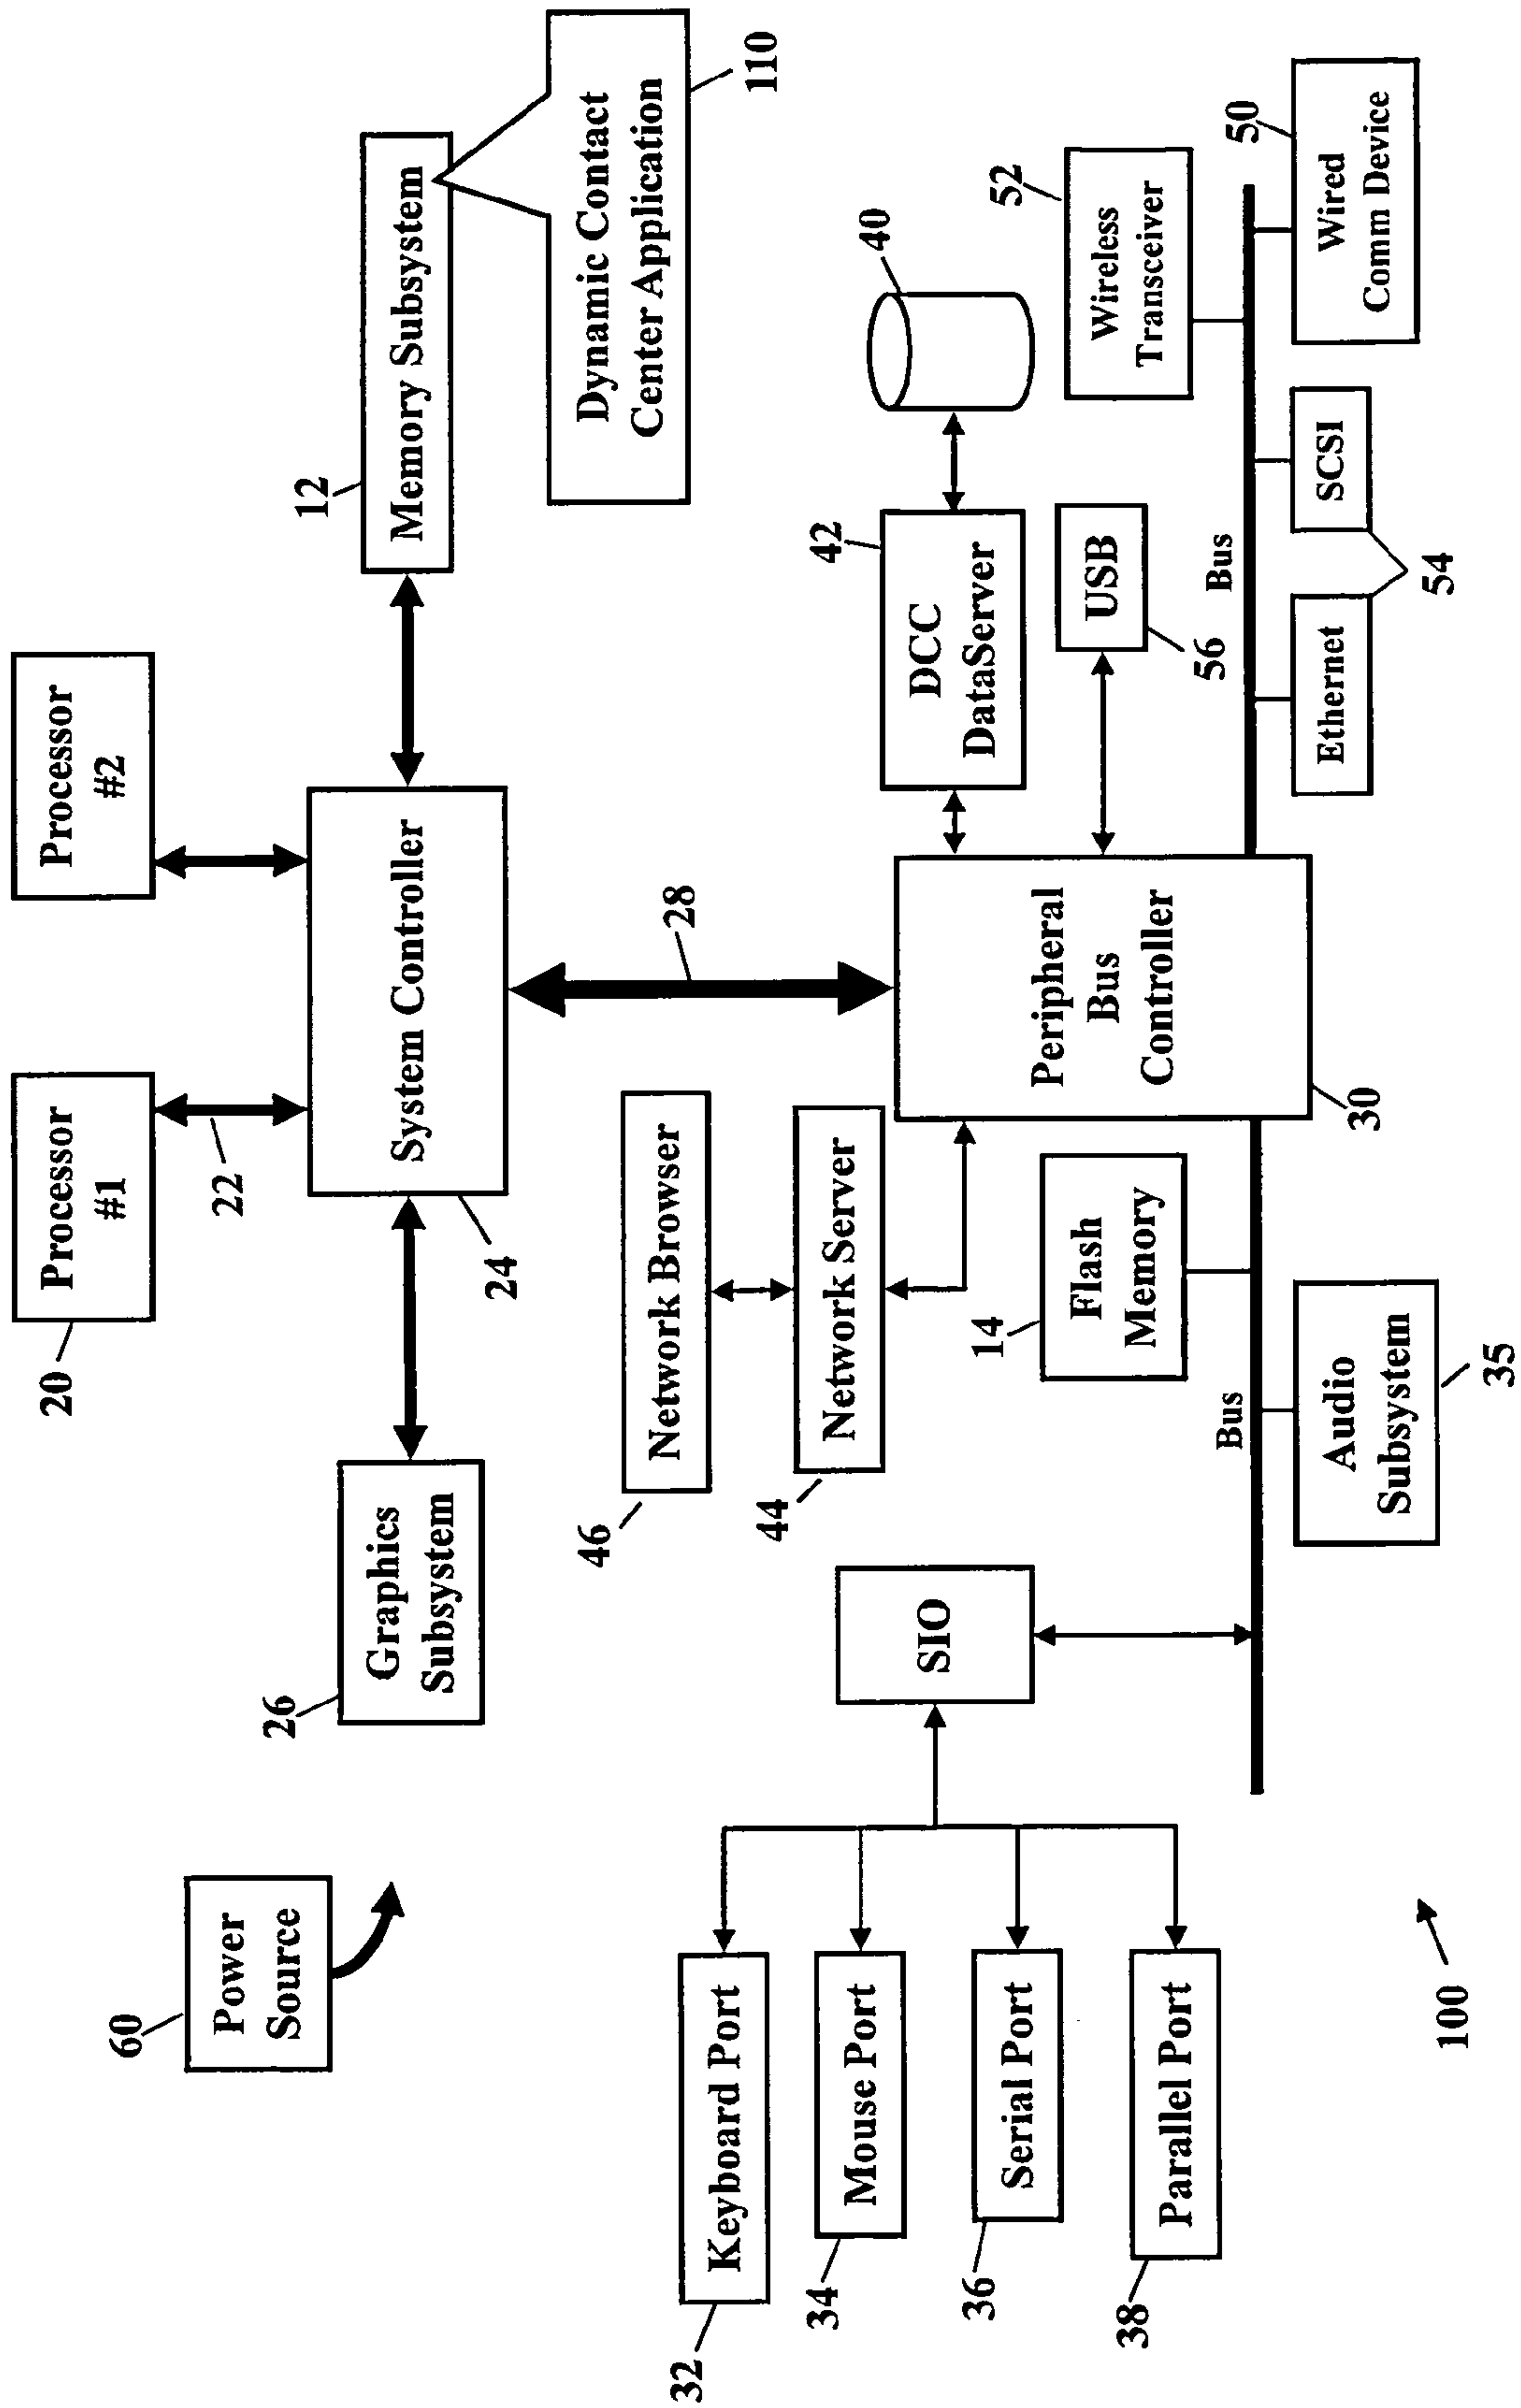 Processor
#1
20
Processor
#2
22
60
Power
Source
26
Graphics
Subsystem
24
System Controller
12
Memory Subsystem
Dynamic Contact
Center Application
110
28
46
Network Browser
44
Network Server
42
DCC
DataServer
40
32
Keyboard Port
34
Mouse Port
36
Serial Port
38
Parallel Port
SIO
14
Flash
Memory
Peripheral
Bus
Controller
30
USB
56
52
Wireless
Transceiver
Bus
Bus
Audio
Subsystem
35
Ethernet
SCSI
54
50
Wired
Comm Device
100